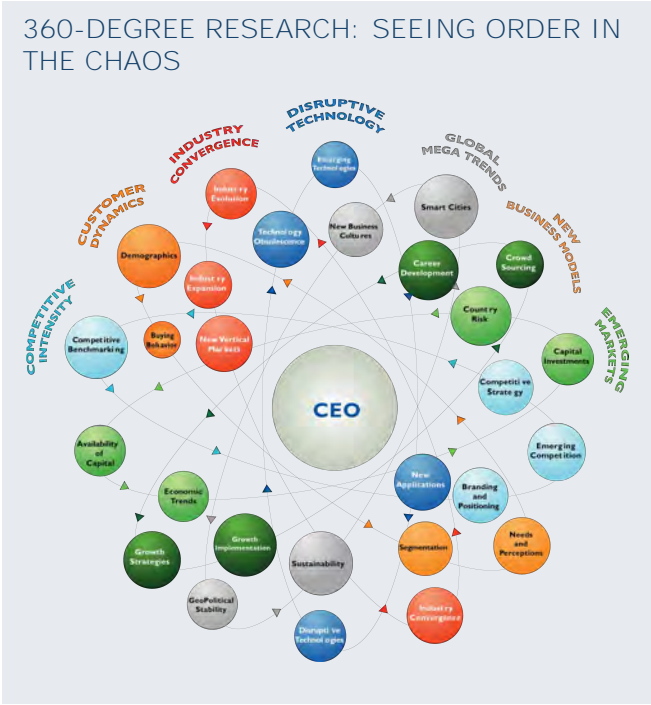 360-DEGREE RESEARCH: SEEING ORDER IN
THE CHAOS
DISRUPTIVE
TECHNOLOGY
INDUSTRY
CONVERGENCE
GLOBAL
MEGA TRENDS
CUSTOMER
DYNAMICS
NEW
BUSINESS MODELS
COMPETITIVE
INTENSITY
EMERGING
MARKETS
Emerging
Technologies
Industry
Evolution
Smart Cities
Technology
Obsolescence
New Business
Cultures
Demographics
Career
Development
Crowd
Sourcing
Industry
Expansion
Country
Risk
Competitive
Benchmarking
Buying
Behavior
New Vertical
Markets
Capital
Investments
Competitive
Strategy
CEO
Availability
of
Capital
Emerging
Competition
New
Applications
Economic
Trends
Branding
and
Positioning
Growth
Implementation
Growth
Strategies
Segmentation
Needs
and
Perceptions
Sustainability
GeoPolitical
Stability
Industry
Convergence
Disruptive
Technologies